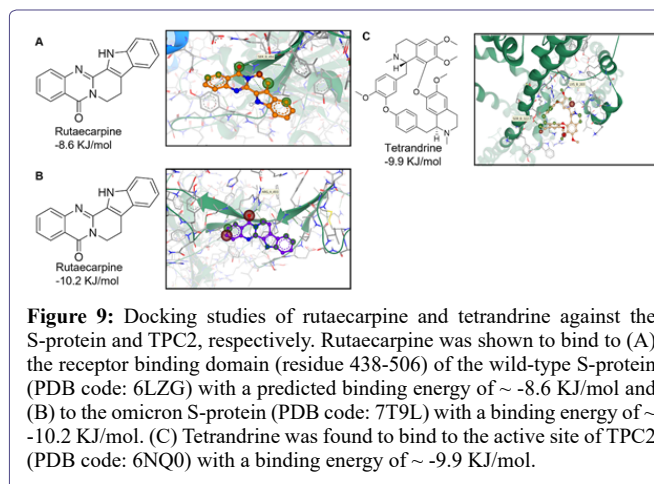 A
Rutaecarpine
-8.6 KJ/mol
B
Rutaecarpine
-10.2 KJ/mol
C
Tetrandrine
-9.9 KJ/mol
Figure 9: Docking studies of rutaecarpine and tetrandrine against the
S-protein and TPC2, respectively. Rutaecarpine was shown to bind to (A)
the receptor binding domain (residue 438-506) of the wild-type S-protein
(PDB code: 6LZG) with a predicted binding energy of ~ -8.6 KJ/mol and
(B) to the omicron S-protein (PDB code: 7T9L) with a binding energy of ~
-10.2 KJ/mol. (C) Tetrandrine was found to bind to the active site of TPC2
(PDB code: 6NQ0) with a binding energy of ~ -9.9 KJ/mol.